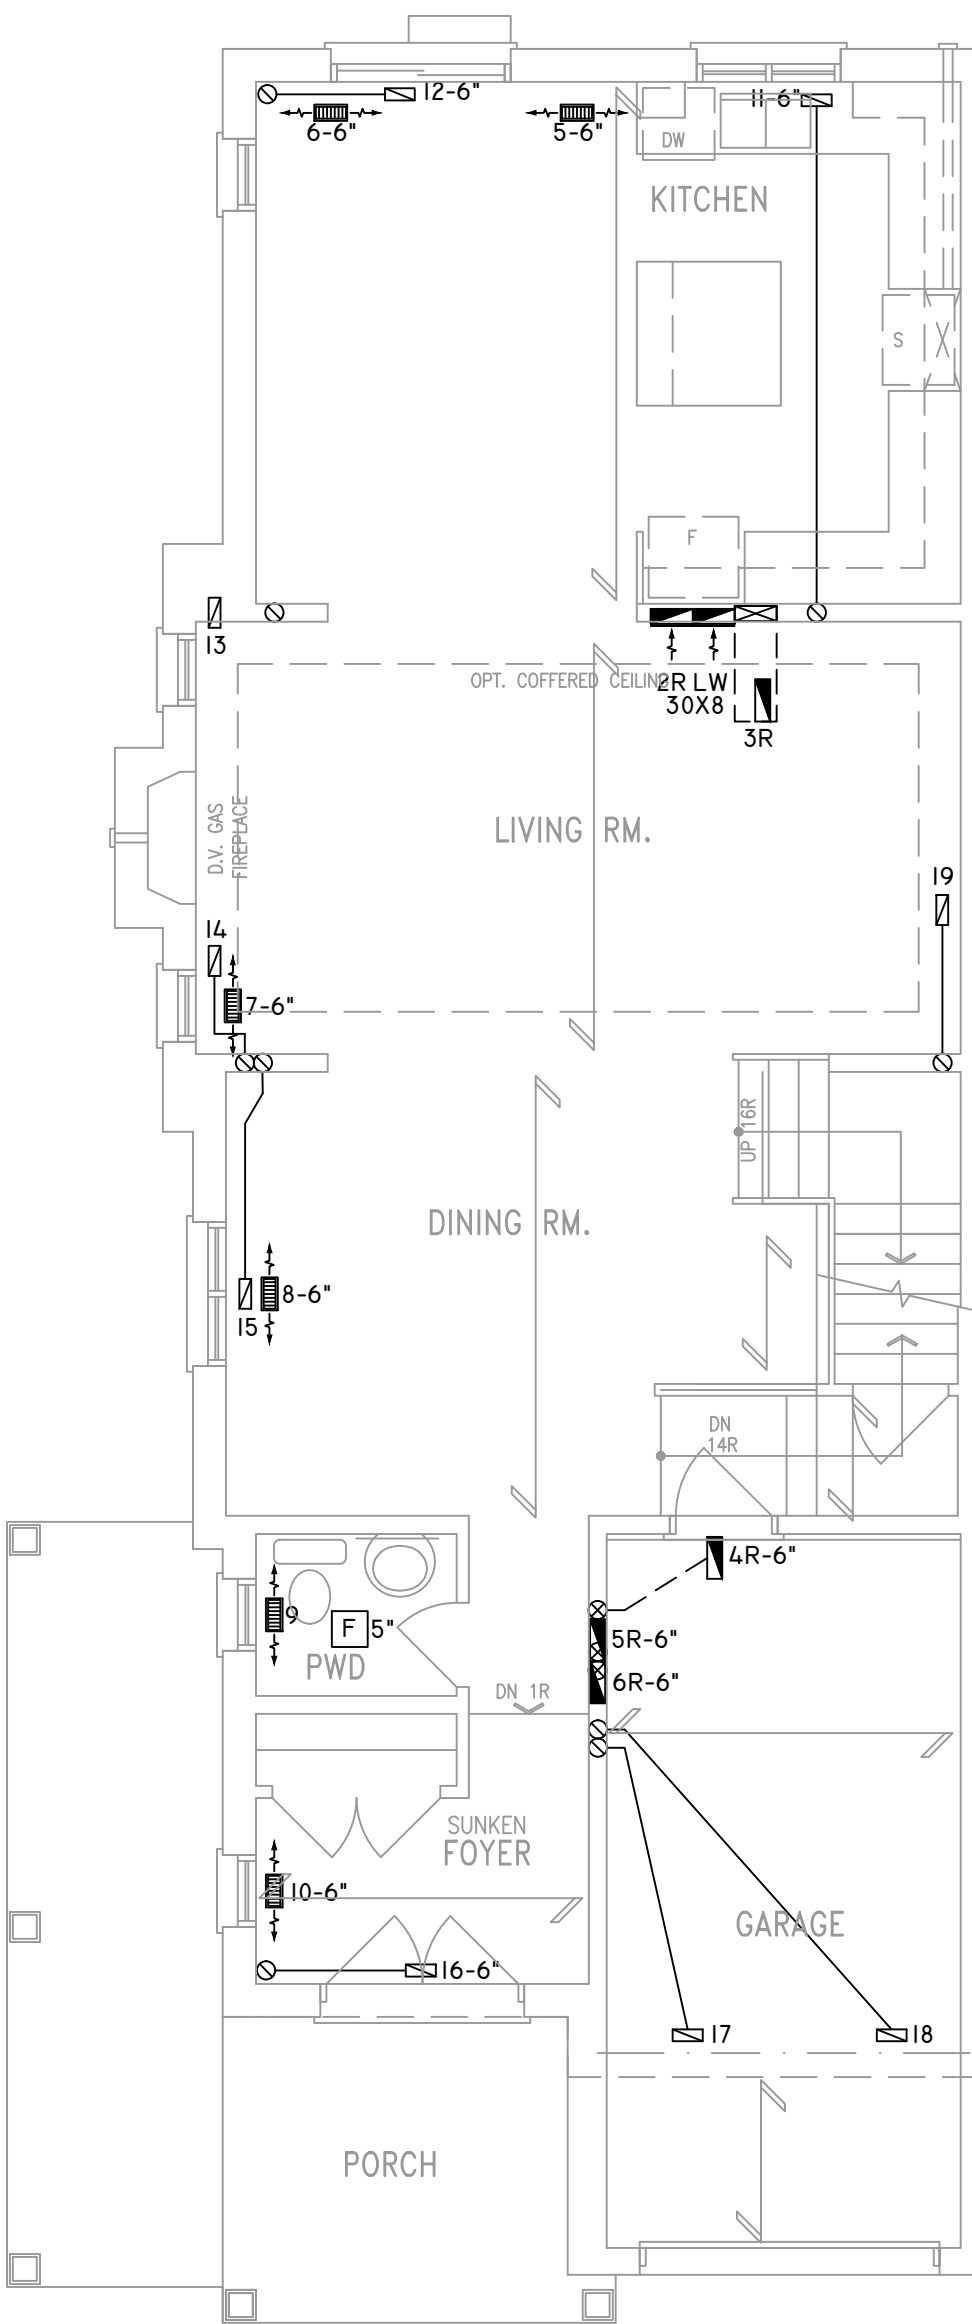 12-6"
11-6"
6-6"
5-6"
DW
KITCHEN
S
F
13
OPT. COFFERED CEILING
2R LW
30X8
3R
D.V. GAS
FIREPLACE
LIVING RM.
19
14
7-6"
UP 16R
DINING RM.
8-6"
15
DN
14R
4R-6"
9
F 5"
5R-6"
PWD
6R-6"
DN 1R
SUNKEN
FOYER
10-6"
GARAGE
16-6"
17
18
PORCH